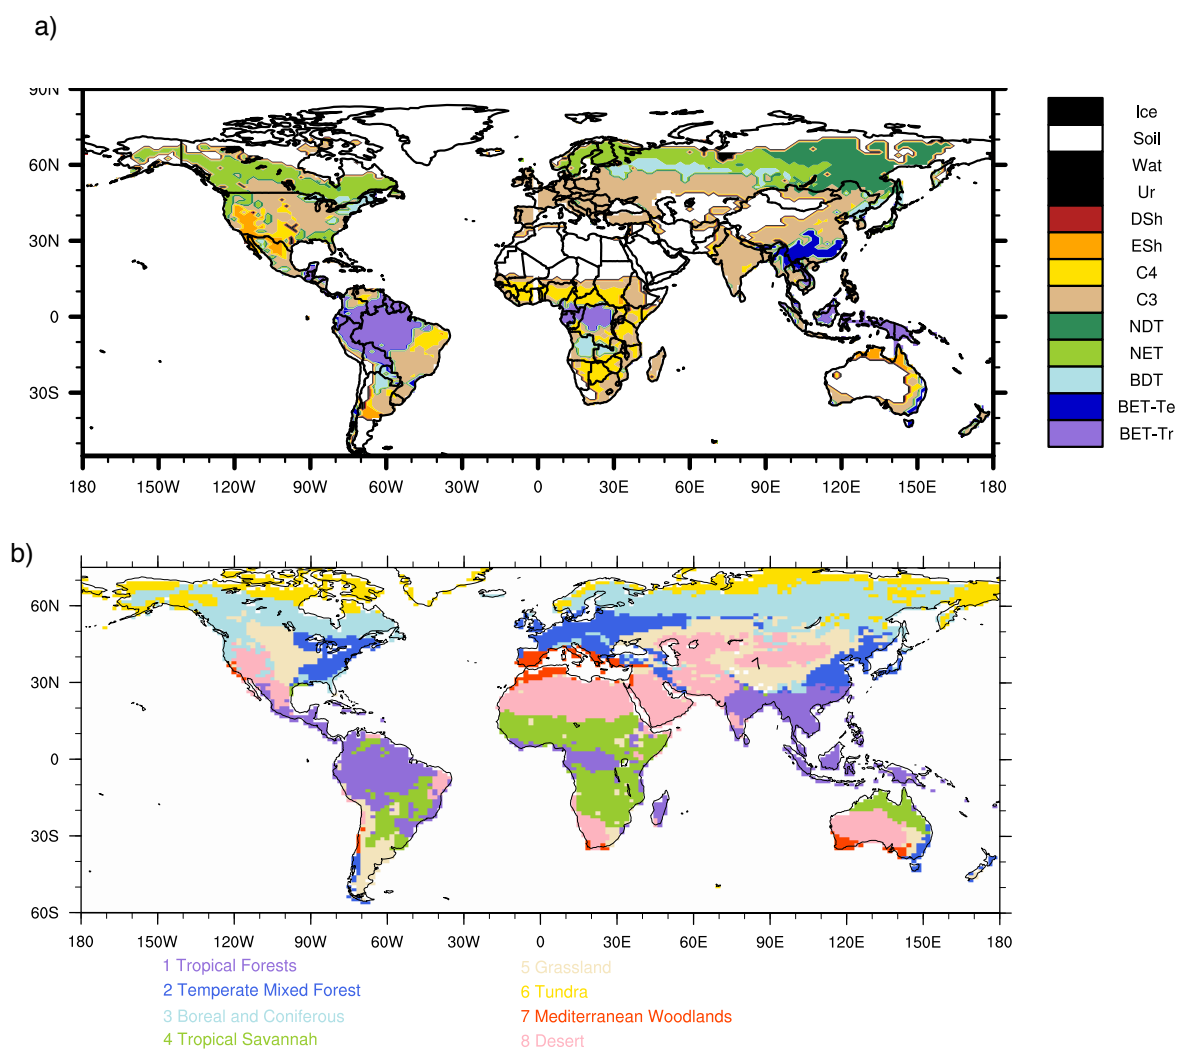 a)
90N
60N
30N
0
30S
180 150W 120W 90W 60W 30W 0 30E 60E 90E 120E 150E 180
Ice
Soil
Wat
Ur
DSh
ESh
C4
C3
NDT
NET
BDT
BET-Te
BET-Tr
b)
60N
30N
0
30S
60S
180 150W 120W 90W 60W 30W 0 30E 60E 90E 120E 150E 180
1 Tropical Forests
2 Temperate Mixed Forest
3 Boreal and Coniferous
4 Tropical Savannah
5 Grassland
6 Tundra
7 Mediterranean Woodlands
8 Desert